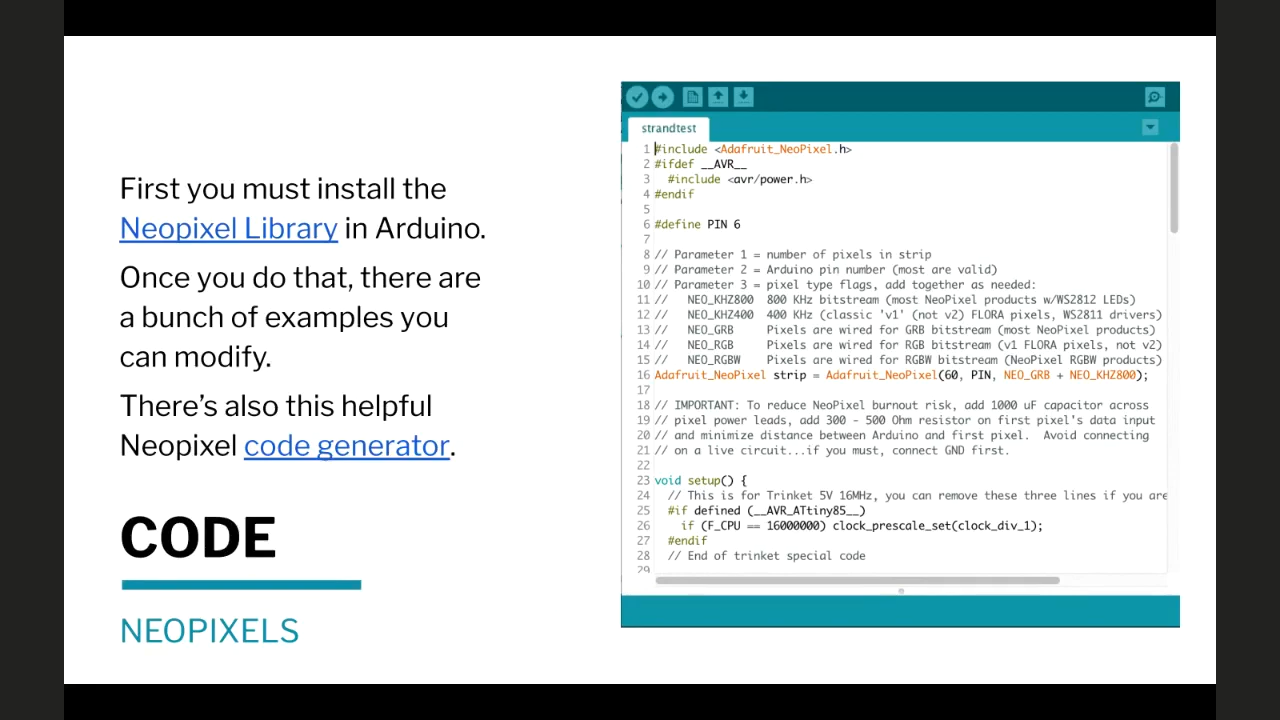 First you must install the
Neopixel Library in Arduino.
Once you do that, there are
a bunch of examples you
can modify.
There’s also this helpful
Neopixel code generator.
CODE
NEOPIXELS
strandtest
1 #include <Adafruit_NeoPixel.h>
2 #ifdef __AVR__
3   #include <avr/power.h>
4 #endif
5
6 #define PIN 6
7
8 // Parameter 1 = number of pixels in strip
9 // Parameter 2 = Arduino pin number (most are valid)
10 // Parameter 3 = pixel type flags, add together as needed:
11 //   NEO_KHZ800  800 KHz bitstream (most NeoPixel products w/WS2812 LEDs)
12 //   NEO_KHZ400  400 KHz (classic 'v1' (not v2) FLORA pixels, WS2811 drivers)
13 //   NEO_GRB     Pixels are wired for GRB bitstream (most NeoPixel products)
14 //   NEO_RGB     Pixels are wired for RGB bitstream (v1 FLORA pixels, not v2)
15 //   NEO_RGBW    Pixels are wired for RGBW bitstream (NeoPixel RGBW products)
16 Adafruit_NeoPixel strip = Adafruit_NeoPixel(60, PIN, NEO_GRB + NEO_KHZ800);
17
18 // IMPORTANT: To reduce NeoPixel burnout risk, add 1000 uF capacitor across
19 // pixel power leads, add 300 - 500 Ohm resistor on first pixel's data input
20 // and minimize distance between Arduino and first pixel.  Avoid connecting
21 // on a live circuit...if you must, connect GND first.
22
23 void setup() {
24   // This is for Trinket 5V 16MHz, you can remove these three lines if you are
25   #if defined (__AVR_ATtiny85__)
26     if (F_CPU == 16000000) clock_prescale_set(clock_div_1);
27   #endif
28   // End of trinket special code
29